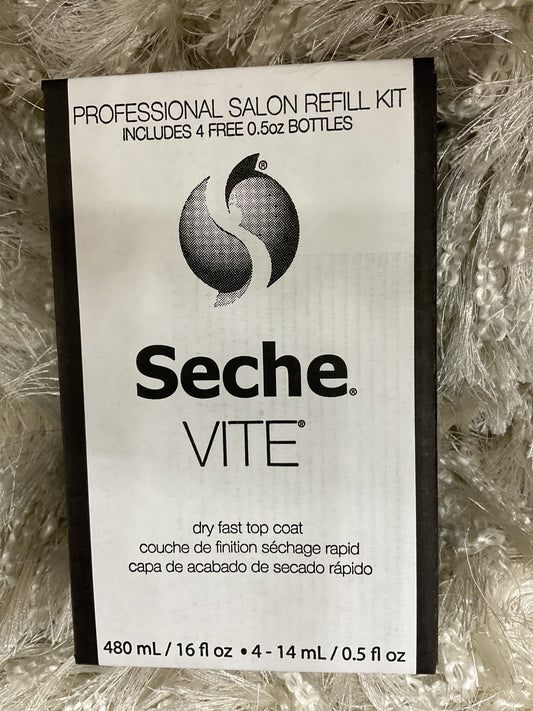 PROFESSIONAL SALON REFILL KIT
INCLUDES 4 FREE 0.5oz BOTTLES
®
Seche®
VITE®
dry fast top coat
couche de finition séchage rapid
capa de acabado de secado rápido
480 mL / 16 fl oz • 4 - 14 mL / 0.5 fl oz